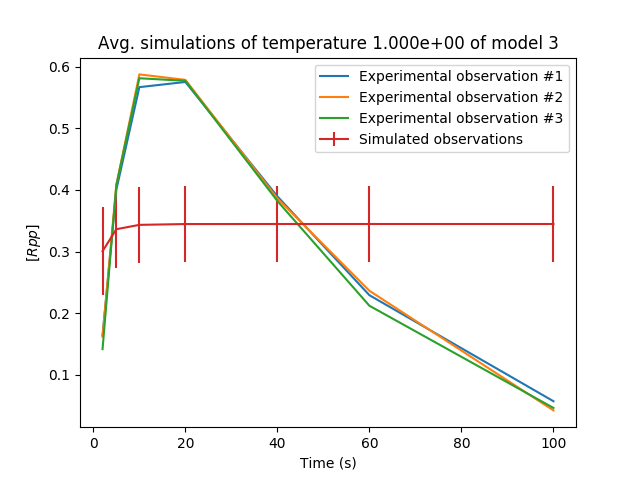 Avg. simulations of temperature 1.000e+00 of model 3
Experimental observation #1
Experimental observation #2
Experimental observation #3
Simulated observations
0.6
0.5
0.4
0.3
0.2
0.1
[Rpp]
0 20 40 60 80 100
Time (s)